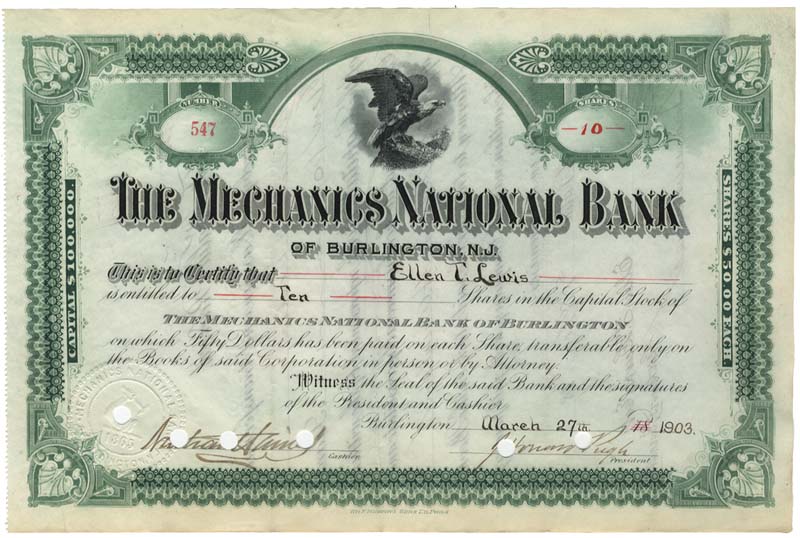 NUMBER
547
SHARES
10
THE MECHANICS NATIONAL BANK
OF BURLINGTON, N.J.
CAPITAL $100,000.
SHARES $50.00 EACH
This is to Certify that Ellen T. Lewis
is entitled to Ten Shares in the Capital Stock of
THE MECHANICS NATIONAL BANK OF BURLINGTON
on which Fifty Dollars has been paid on each Share, transferable only on
the Books of said Corporation in person or by Attorney.
Witness the Seal of the said Bank and the signatures
of the President and Cashier
Burlington March 27th 18 1903.
J Howard Pugh
Cashier
President